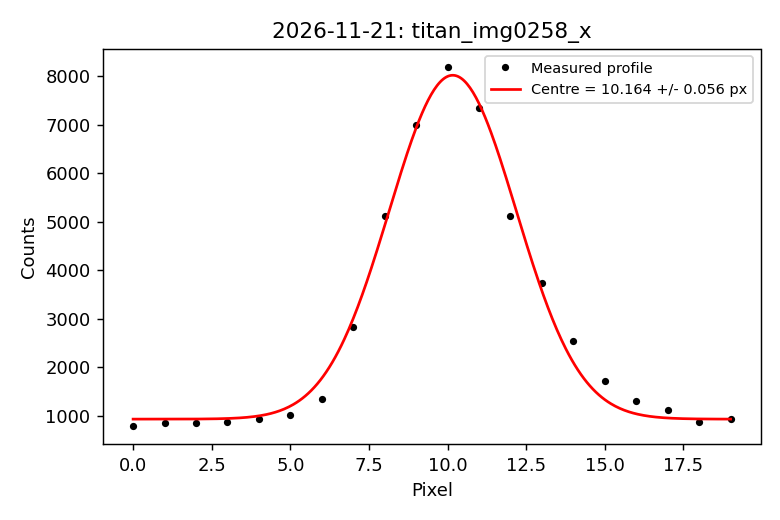 2026-11-21: titan_img0258_x
Measured profile
Centre = 10.164 +/- 0.056 px
8000
7000
6000
5000
4000
3000
2000
1000
Counts
0.0 2.5 5.0 7.5 10.0 12.5 15.0 17.5
Pixel